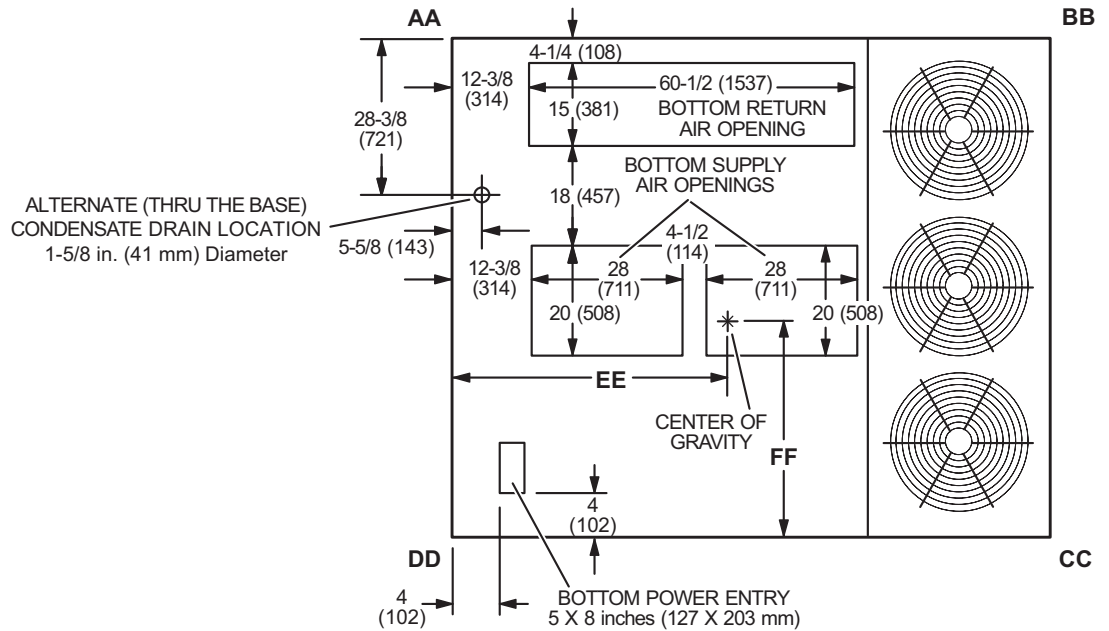 AA
BB
4-1/4 (108)
12-3/8
(314)
60-1/2 (1537)
15 (381)
BOTTOM RETURN
AIR OPENING
28-3/8
(721)
BOTTOM SUPPLY
AIR OPENINGS
18 (457)
ALTERNATE (THRU THE BASE)
CONDENSATE DRAIN LOCATION
1-5/8 in. (41 mm) Diameter
5-5/8 (143)
4-1/2
(114)
12-3/8
(314)
28
(711)
28
(711)
20 (508)
20 (508)
EE
CENTER OF
GRAVITY
FF
4
(102)
DD
CC
4
(102)
BOTTOM POWER ENTRY
5 X 8 inches (127 X 203 mm)